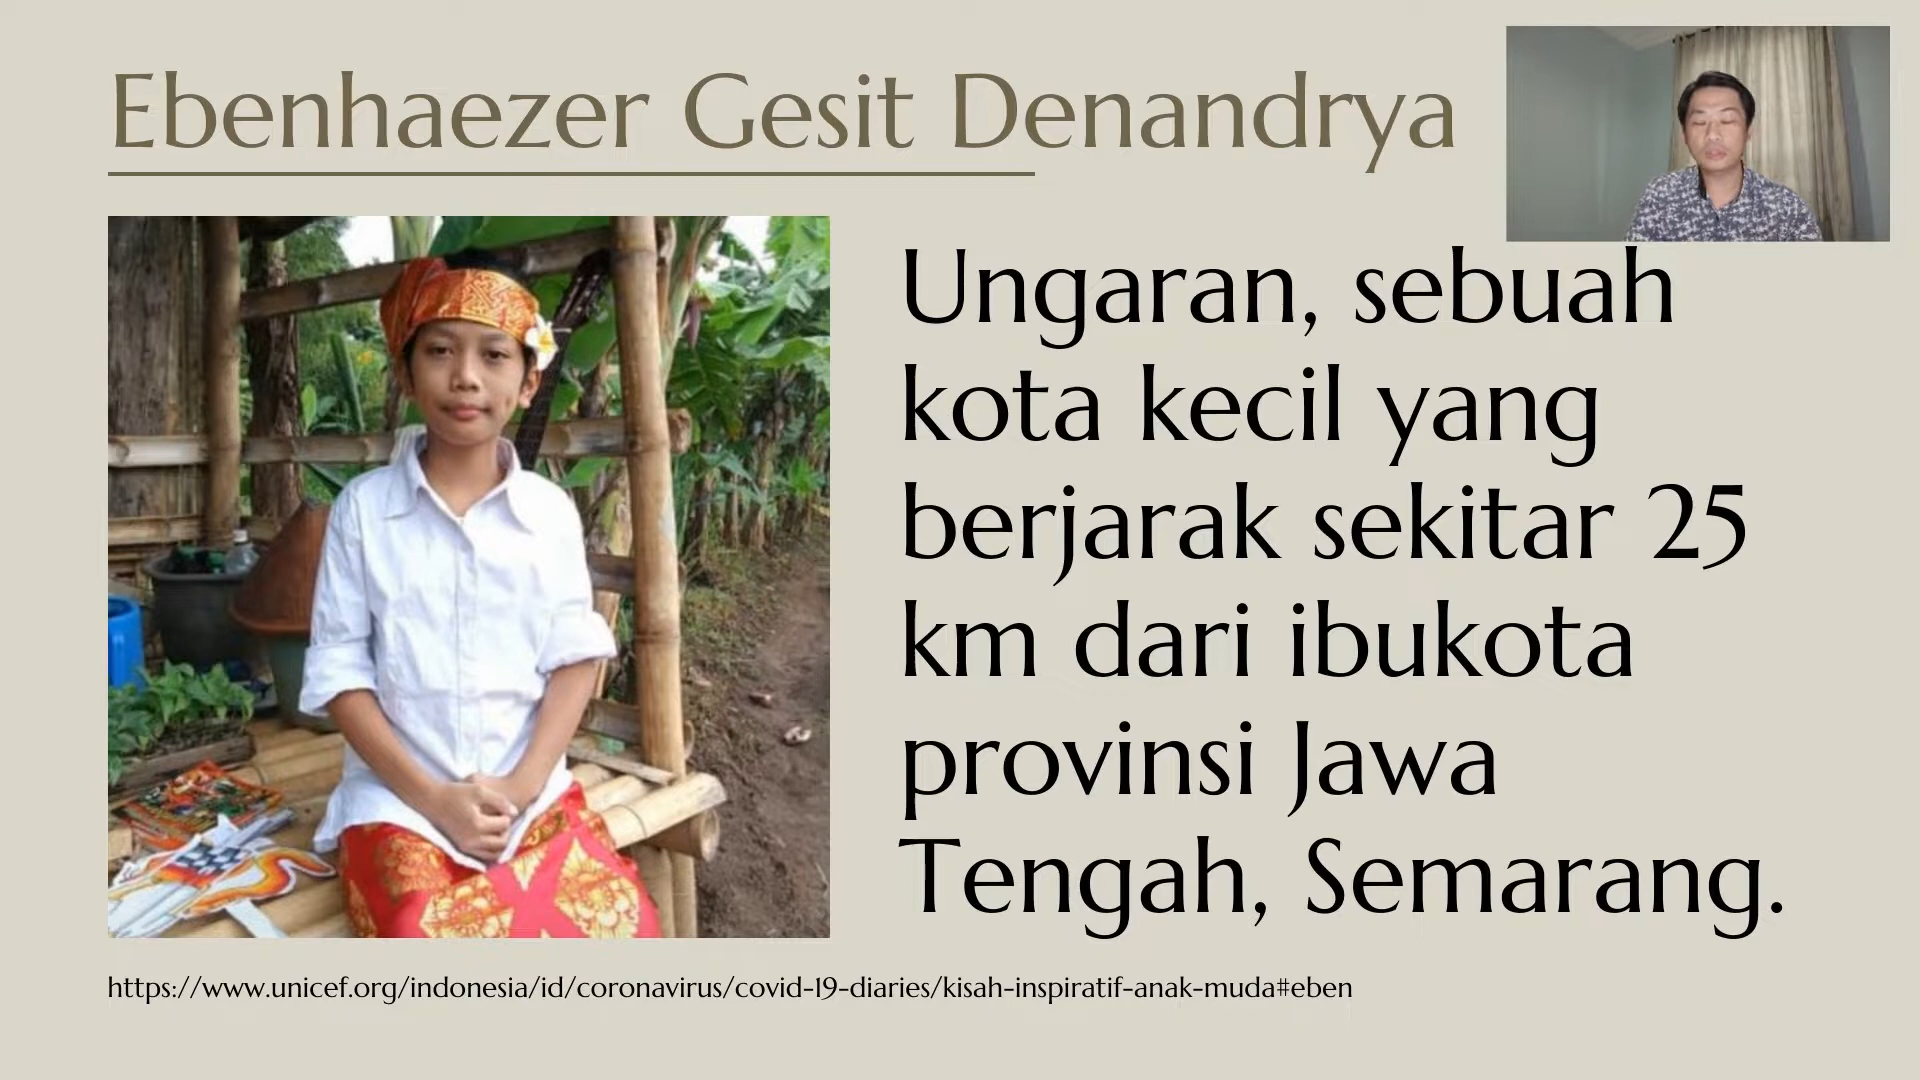 Ebenhaezer Gesit Denandrya
Ungaran, sebuah
kota kecil yang
berjarak sekitar 25
km dari ibukota
provinsi Jawa
Tengah, Semarang.
https://www.unicef.org/indonesia/id/coronavirus/covid-19-diaries/kisah-inspiratif-anak-muda#eben